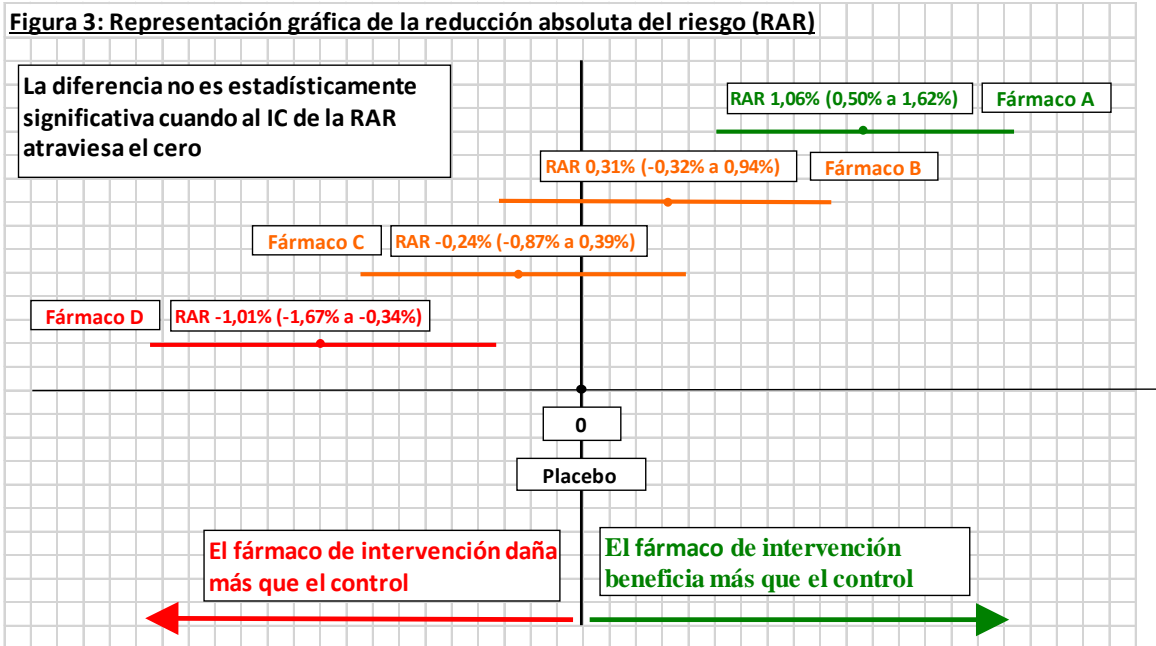 Figura 3: Representación gráfica de la reducción absoluta del riesgo (RAR)
La diferencia no es estadísticamente
significativa cuando al IC de la RAR
atraviesa el cero
RAR 1,06% (0,50% a 1,62%)
Fármaco A
RAR 0,31% (-0,32% a 0,94%)
Fármaco B
Fármaco C
RAR -0,24% (-0,87% a 0,39%)
Fármaco D
RAR -1,01% (-1,67% a -0,34%)
0
Placebo
El fármaco de intervención daña
más que el control
El fármaco de intervención
beneficia más que el control